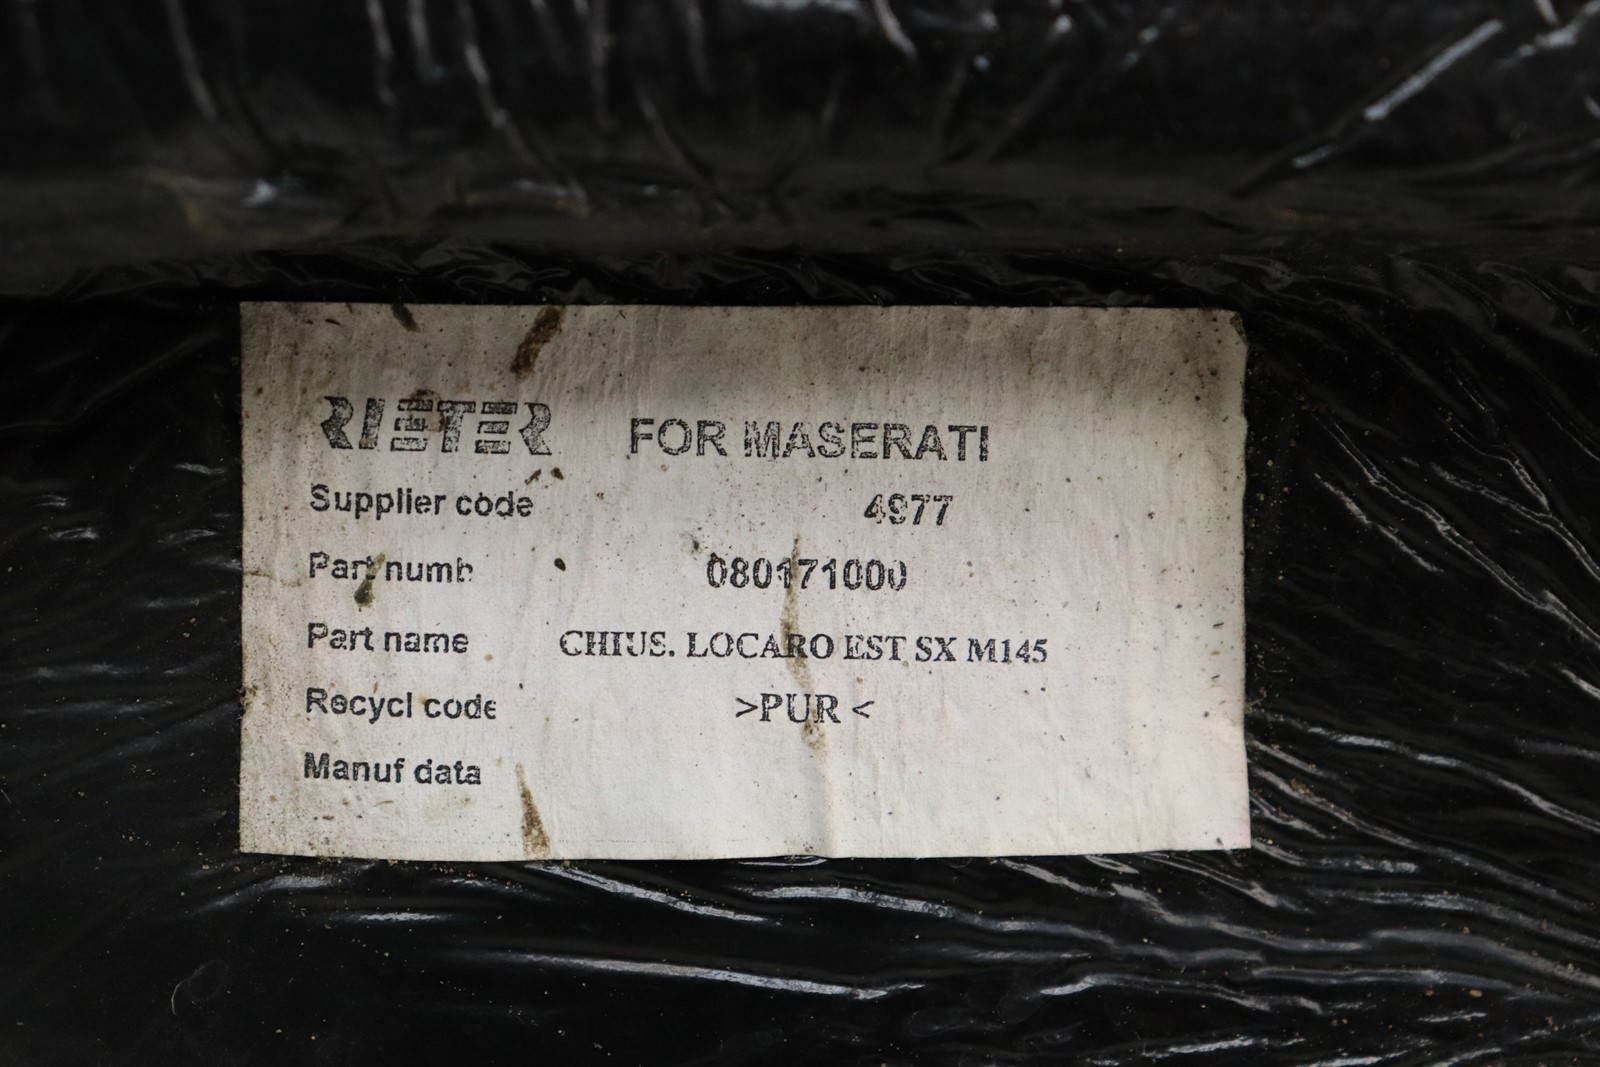 RIETER FOR MASERATI
Supplier code 4977
Part numb 080171000
Part name CHIUS. LOCARO EST SX M145
Recycl code >PUR <
Manuf data